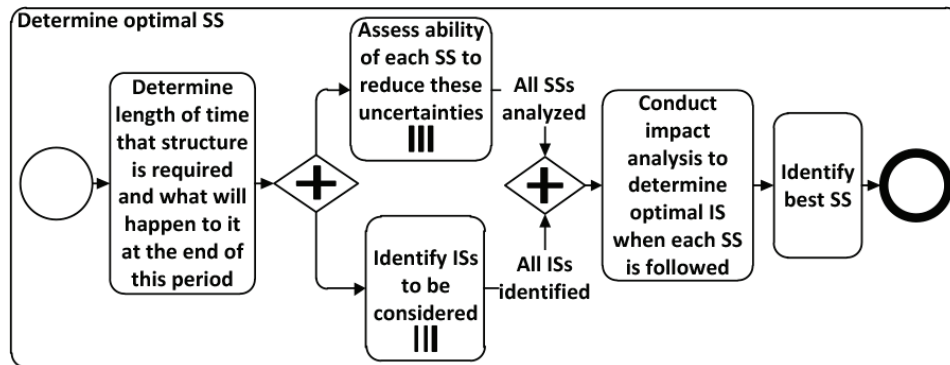 Determine optimal SS
Determine
length of time
that structure
is required
and what will
happen to it
at the end of
this period
Assess ability
of each SS to
reduce these
uncertainties
All SSs
analyzed
Identify ISs
to be
considered
All ISs
identified
Conduct
impact
analysis to
determine
optimal IS
when each SS
is followed
Identify
best SS